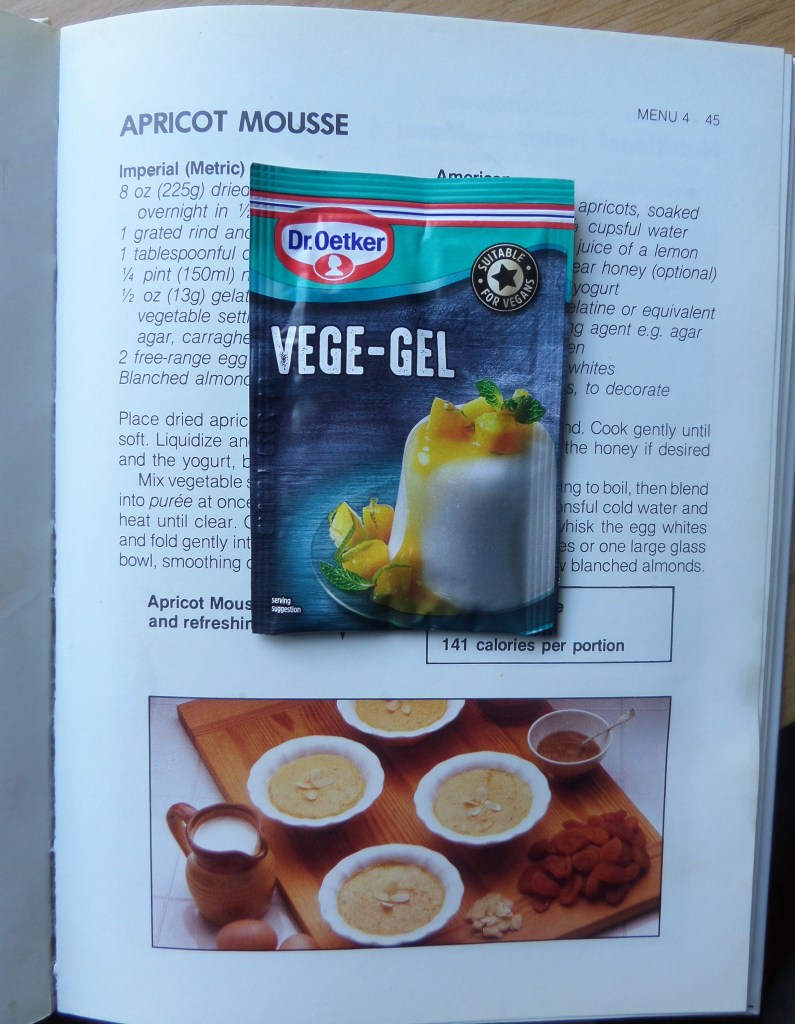 MENU 4 45
APRICOT MOUSSE
Imperial (Metric)
8 oz (225g) dried
overnight in ½
1 grated rind and
1 tablespoonful
¼ pint (150ml)
½ oz (13g) gelat
vegetable setti
agar, carraghe
2 free-range egg
Blanched almond
American
apricots, soaked
cupsful water
juice of a lemon
ear honey (optional)
yogurt
elatine or equivalent
g agent e.g. agar
en
whites
s, to decorate
Place dried apric
nd. Cook gently until
soft. Liquidize an
the honey if desired
and the yogurt, b
Mix vegetable s
ing to boil, then blend
into purée at once
onsful cold water and
heat until clear. C
whisk the egg whites
and fold gently int
es or one large glass
bowl, smoothing
blanched almonds.
Apricot Mous
and refreshin
141 calories per portion
Dr.Oetker
SUITABLE FOR VEGANS
VEGE-GEL
serving
suggestion